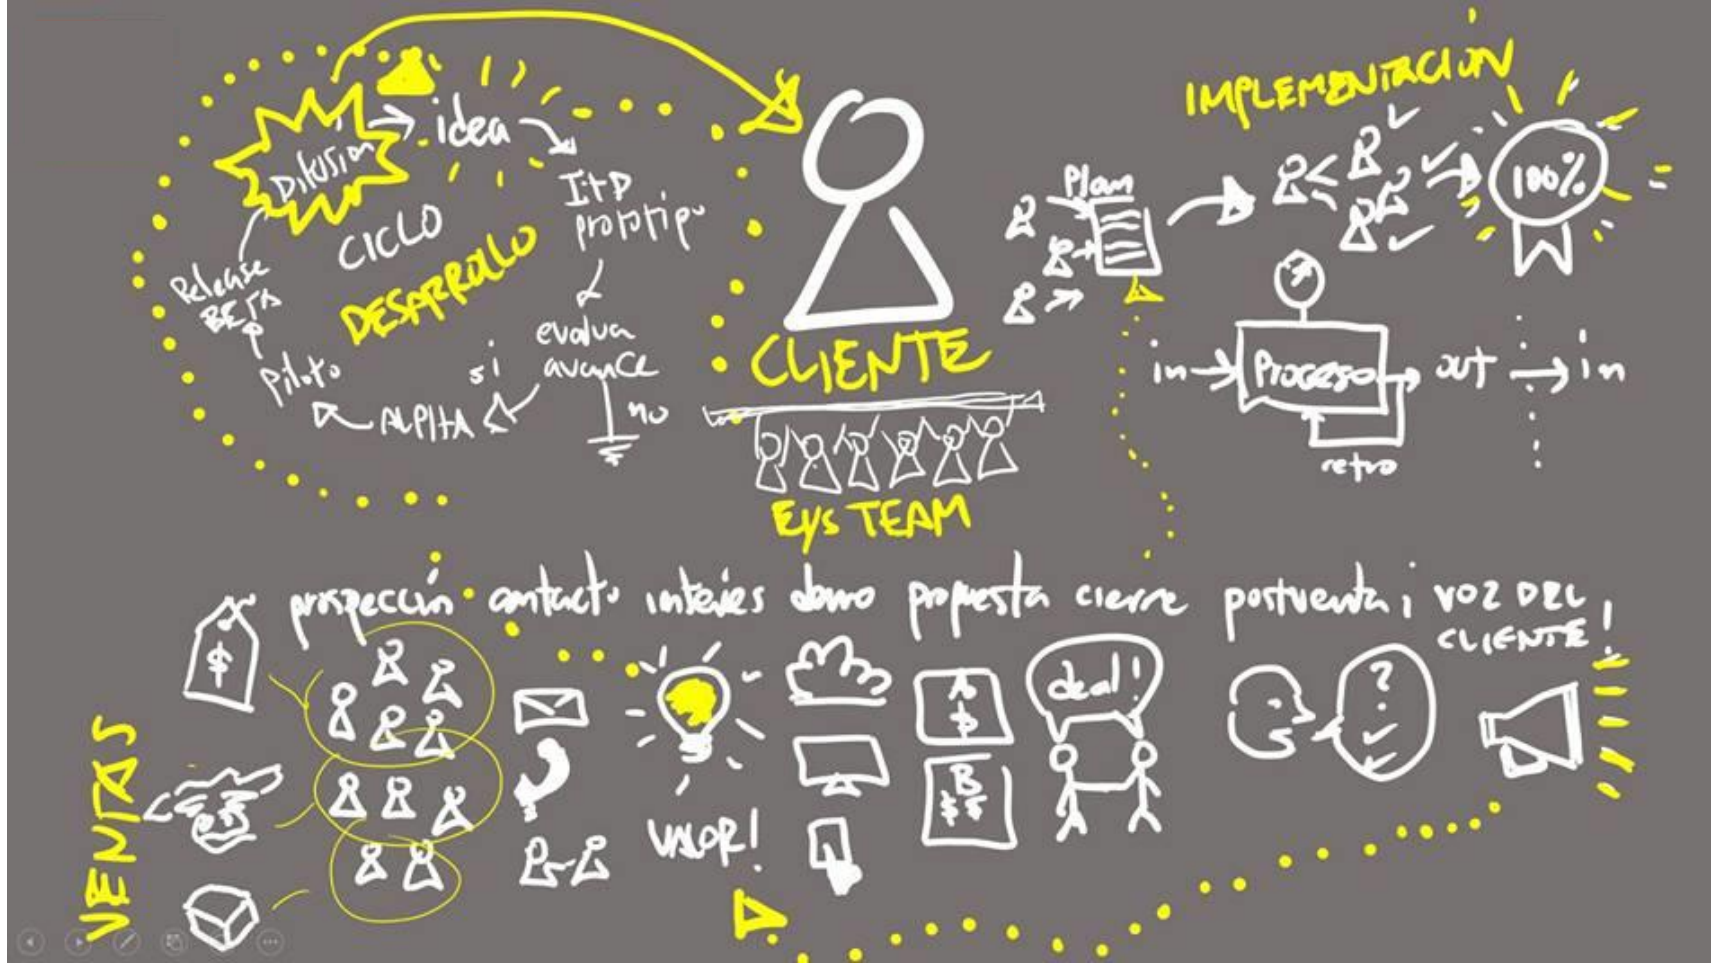 Difusion
idea
I+D
prototipo
evalua
avance
no
si
ALPHA
Piloto
Release
BETA
CICLO
DESARROLLO
CLIENTE
EYS TEAM
IMPLEMENTACION
Plan
100%
in
Proceso
out
in
retro
VENTAS
prospección contacto interés demo propuesta cierre postventa ¡ VOZ DEL
CLIENTE!
$
VALOR!
A
$
B
$$
deal!
?